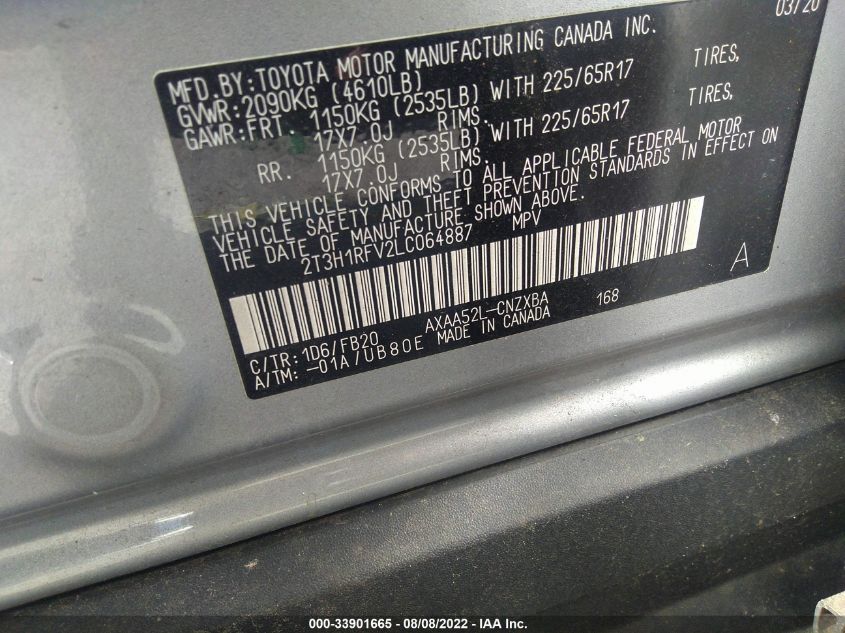 03/20
MFD. BY: TOYOTA MOTOR MANUFACTURING CANADA INC.
GVWR: 2090KG (4610LB)
GAWR: FRT. 1150KG (2535LB) WITH 225/65R17 TIRES,
17X7.0J RIMS.
RR. 1150KG (2535LB) WITH 225/65R17 TIRES,
17X7.0J RIMS.
THIS VEHICLE CONFORMS TO ALL APPLICABLE FEDERAL MOTOR
VEHICLE SAFETY AND THEFT PREVENTION STANDARDS IN EFFECT ON
THE DATE OF MANUFACTURE SHOWN ABOVE.
2T3H1RFV2LC064887 MPV
A
C/TR: 1D6/FB20 AXAA52L-CNZXBA 168
A/TM: -01A/UB80E MADE IN CANADA
000-33901665 - 08/08/2022 - IAA Inc.